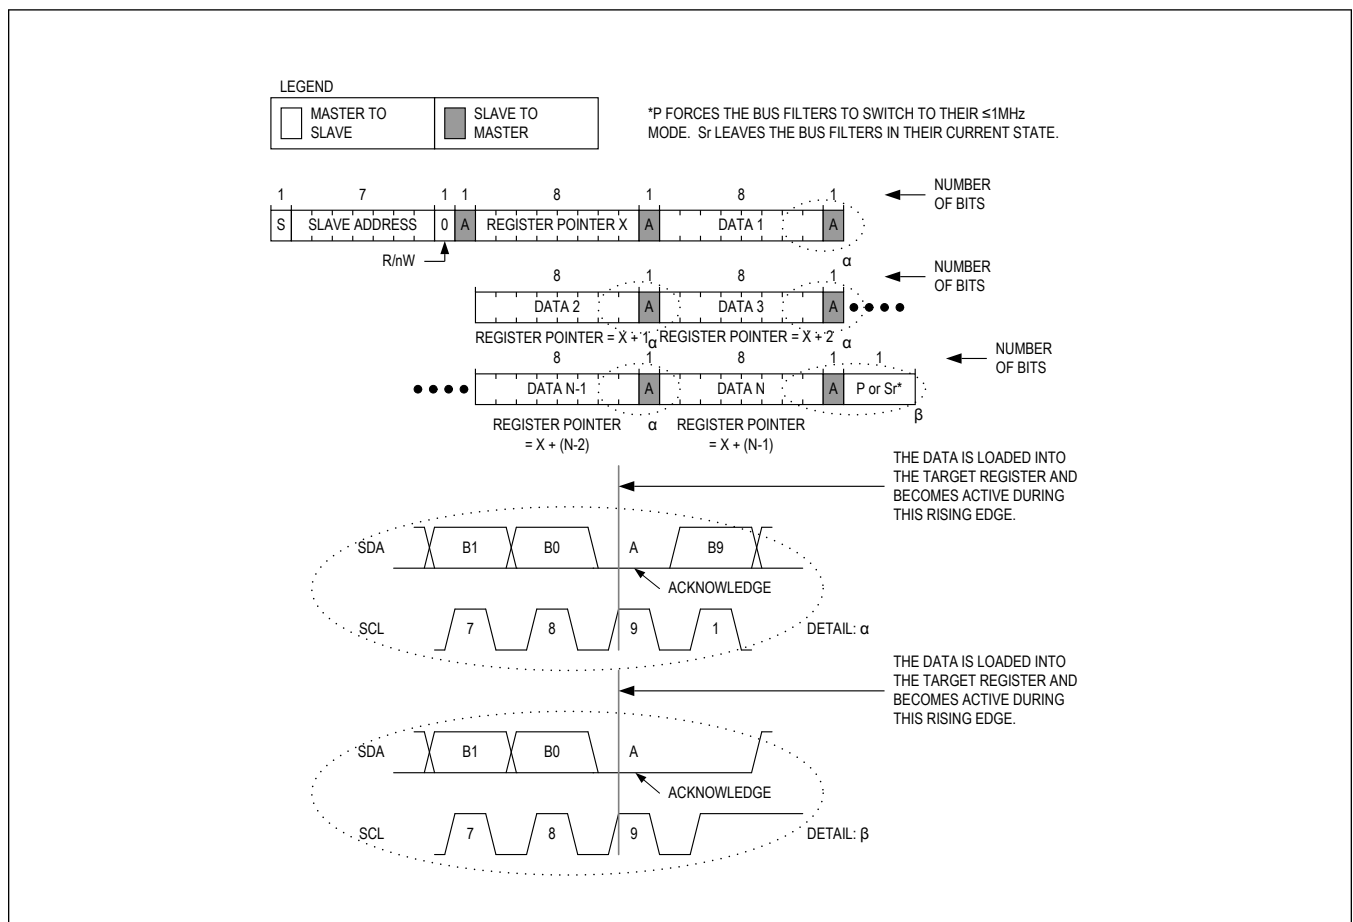 LEGEND
MASTER TO
SLAVE
SLAVE TO
MASTER
*P FORCES THE BUS FILTERS TO SWITCH TO THEIR ≤1MHz
MODE. Sr LEAVES THE BUS FILTERS IN THEIR CURRENT STATE.
1 7 1 1 8 1 8 1
NUMBER
OF BITS
S SLAVE ADDRESS 0 A REGISTER POINTER X A DATA 1 A
R/nW
α
8 1 8 1
NUMBER
OF BITS
DATA 2 A DATA 3 A
REGISTER POINTER = X + 1 α REGISTER POINTER = X + 2 α
8 1 8 1 1
NUMBER
OF BITS
DATA N-1 A DATA N A P or Sr*
β
REGISTER POINTER
= X + (N-2)
α
REGISTER POINTER
= X + (N-1)
THE DATA IS LOADED INTO
THE TARGET REGISTER AND
BECOMES ACTIVE DURING
THIS RISING EDGE.
SDA B1 B0 A B9
ACKNOWLEDGE
SCL 7 8 9 1
DETAIL: α
THE DATA IS LOADED INTO
THE TARGET REGISTER AND
BECOMES ACTIVE DURING
THIS RISING EDGE.
SDA B1 B0 A
ACKNOWLEDGE
SCL 7 8 9
DETAIL: β